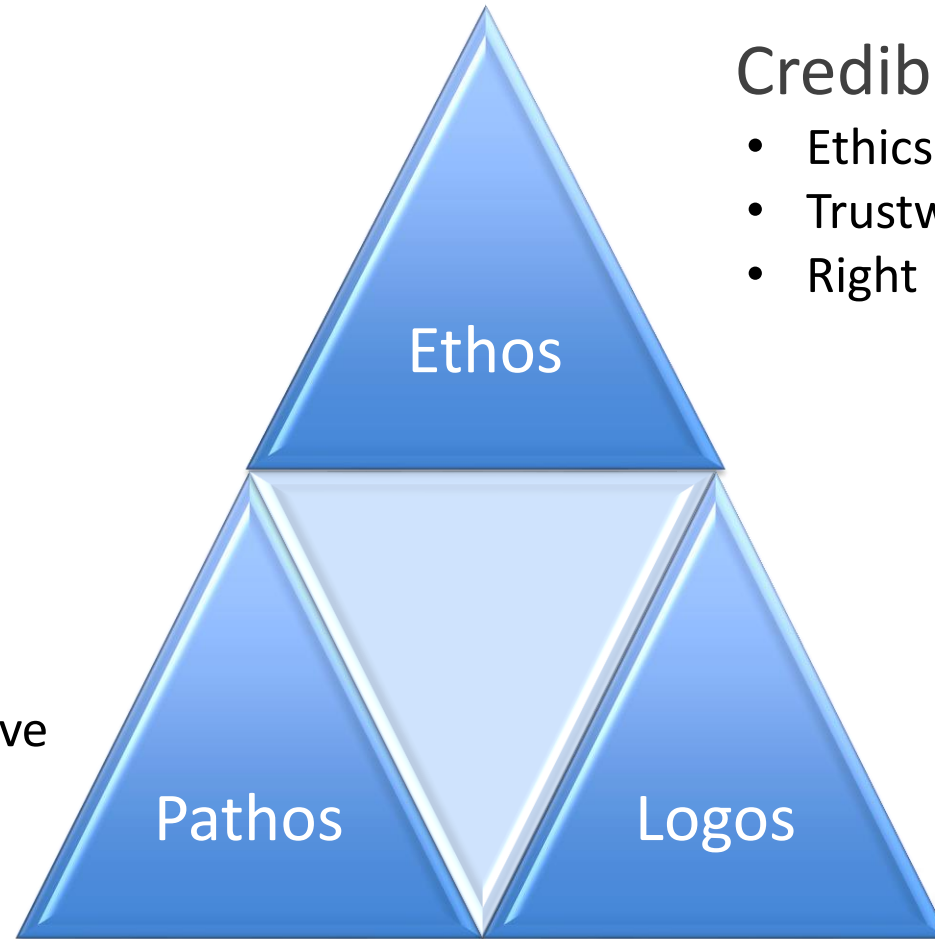 Credib
• Ethics
• Trustw
• Right
Ethos
ve
Pathos
Logos